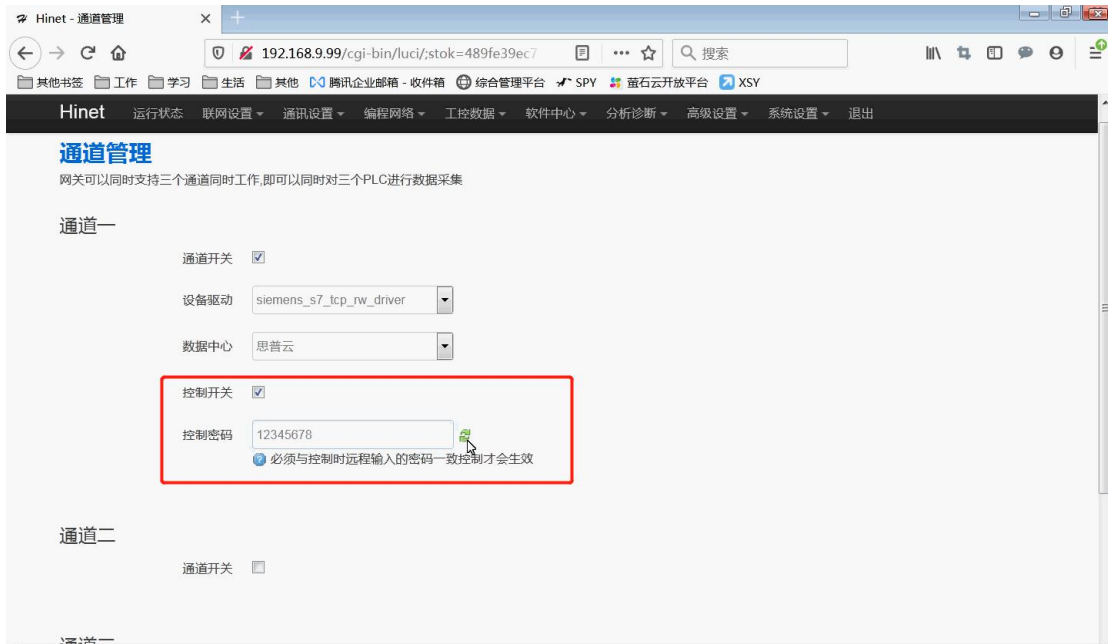 Hinet - 通道管理
192.168.9.99/cgi-bin/luci/;stok=489fe39ec7
搜索
其他书签 工作 学习 生活 其他 腾讯企业邮箱 - 收件箱 综合管理平台 SPY 萤石云开放平台 XSY
Hinet 运行状态 联网设置 通讯设置 编程网络 工控数据 软件中心 分析诊断 高级设置 系统设置 退出
通道管理
网关可以同时支持三个通道同时工作,即可以同时对三个PLC进行数据采集
通道一
通道开关
设备驱动 siemens_s7_tcp_rw_driver
数据中心 思普云
控制开关
控制密码 12345678
必须与控制时远程输入的密码一致控制才会生效
通道二
通道开关
通道三